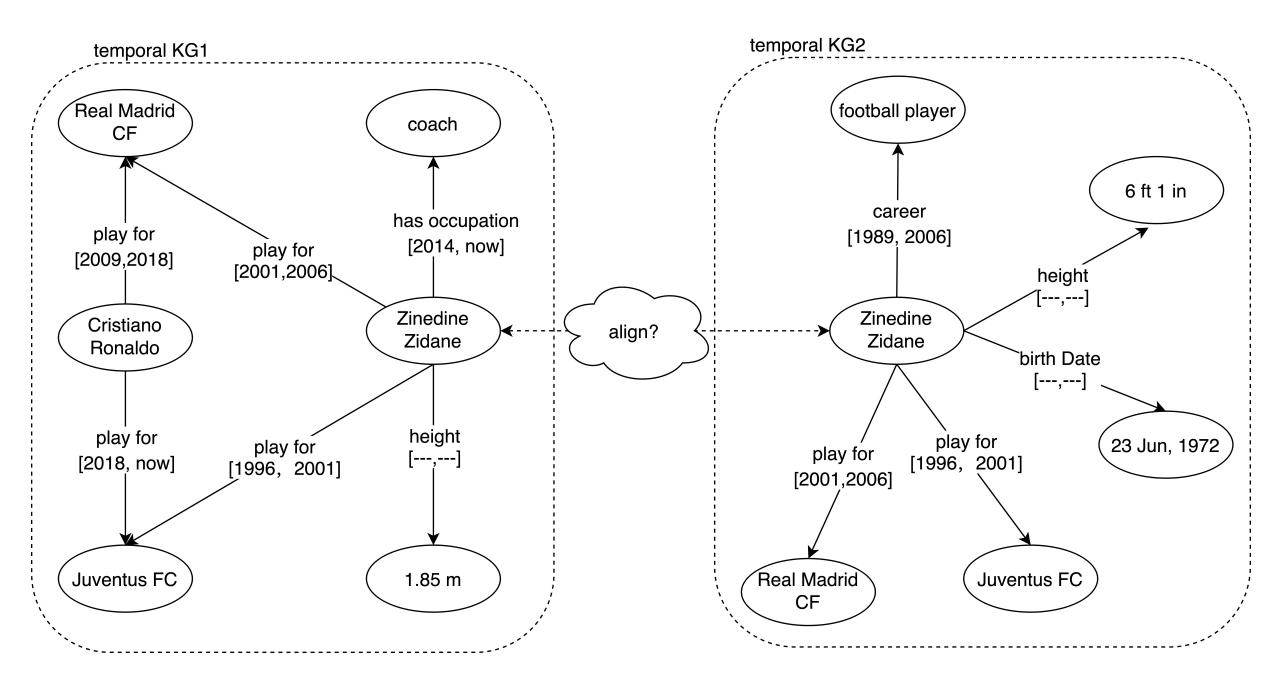 temporal KG1
Real Madrid
CF
coach
has occupation
[2014, now]
play for
[2009,2018]
play for
[2001,2006]
Cristiano
Ronaldo
Zinedine
Zidane
play for
[2018, now]
play for
[1996, 2001]
height
[---,---]
Juventus FC
1.85 m
align?
temporal KG2
football player
6 ft 1 in
career
[1989, 2006]
height
[---,---]
Zinedine
Zidane
birth Date
[---,---]
23 Jun, 1972
play for
[2001,2006]
play for
[1996, 2001]
Real Madrid
CF
Juventus FC